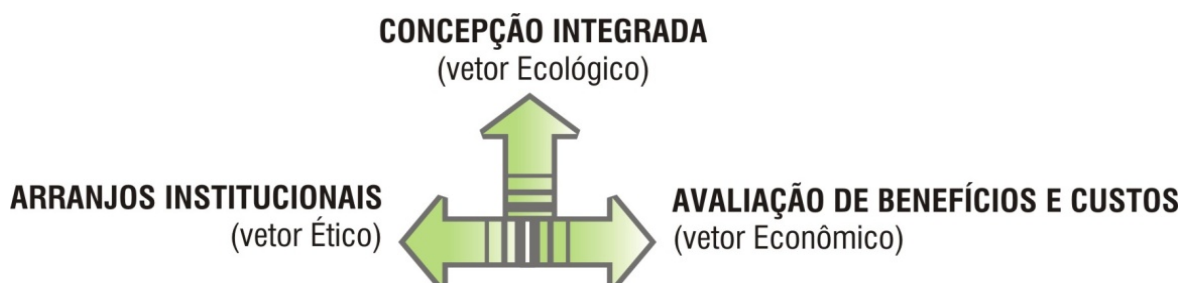 CONCEPÇÃO INTEGRADA
(vetor Ecológico)
ARRANJOS INSTITUCIONAIS
(vetor Ético)
AVALIAÇÃO DE BENEFÍCIOS E CUSTOS
(vetor Econômico)